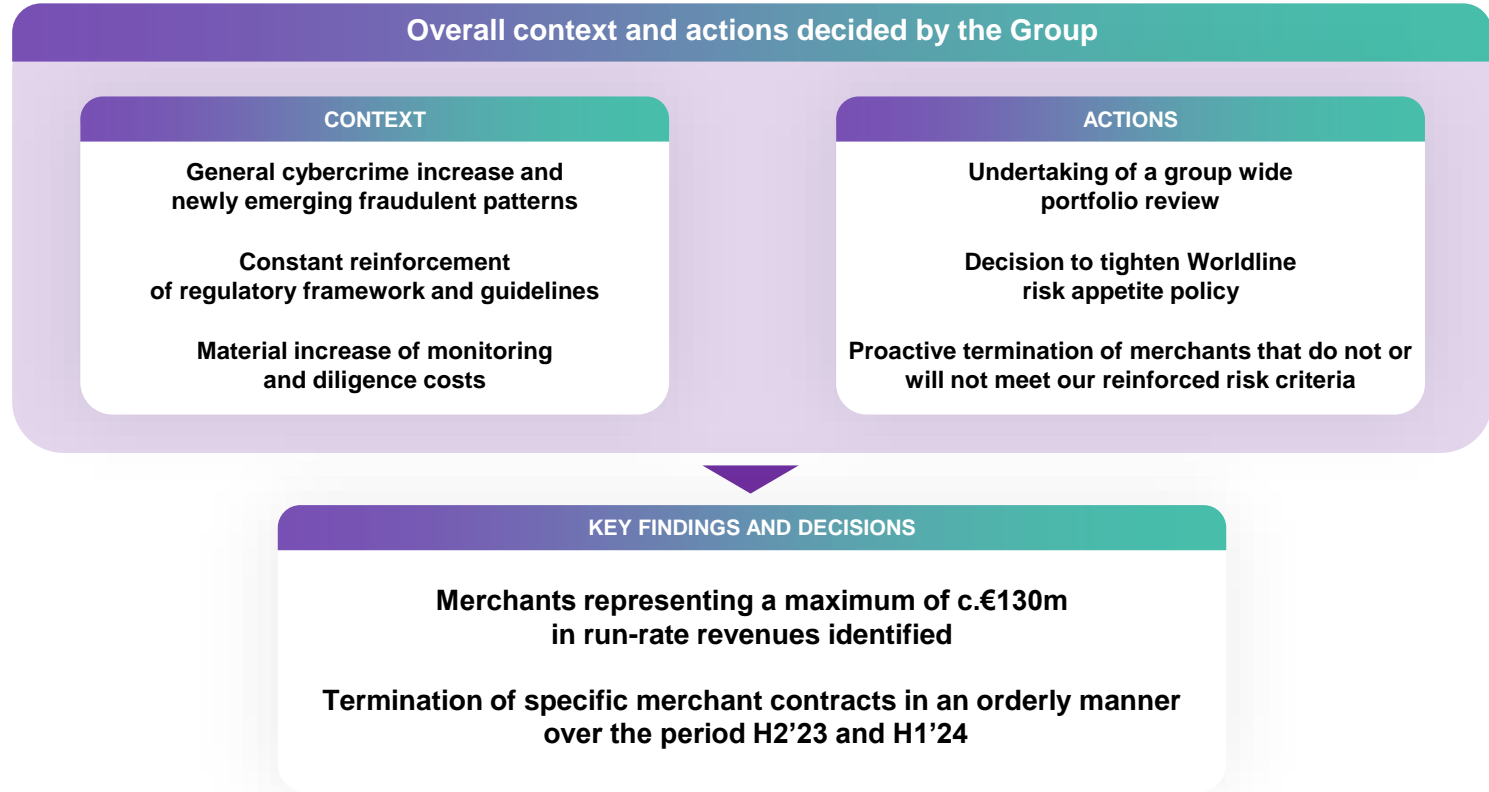 Overall context and actions decided by the Group
CONTEXT
General cybercrime increase and
newly emerging fraudulent patterns
Constant reinforcement
of regulatory framework and guidelines
Material increase of monitoring
and diligence costs
ACTIONS
Undertaking of a group wide
portfolio review
Decision to tighten Worldline
risk appetite policy
Proactive termination of merchants that do not or
will not meet our reinforced risk criteria
KEY FINDINGS AND DECISIONS
Merchants representing a maximum of c.€130m
in run-rate revenues identified
Termination of specific merchant contracts in an orderly manner
over the period H2’23 and H1’24